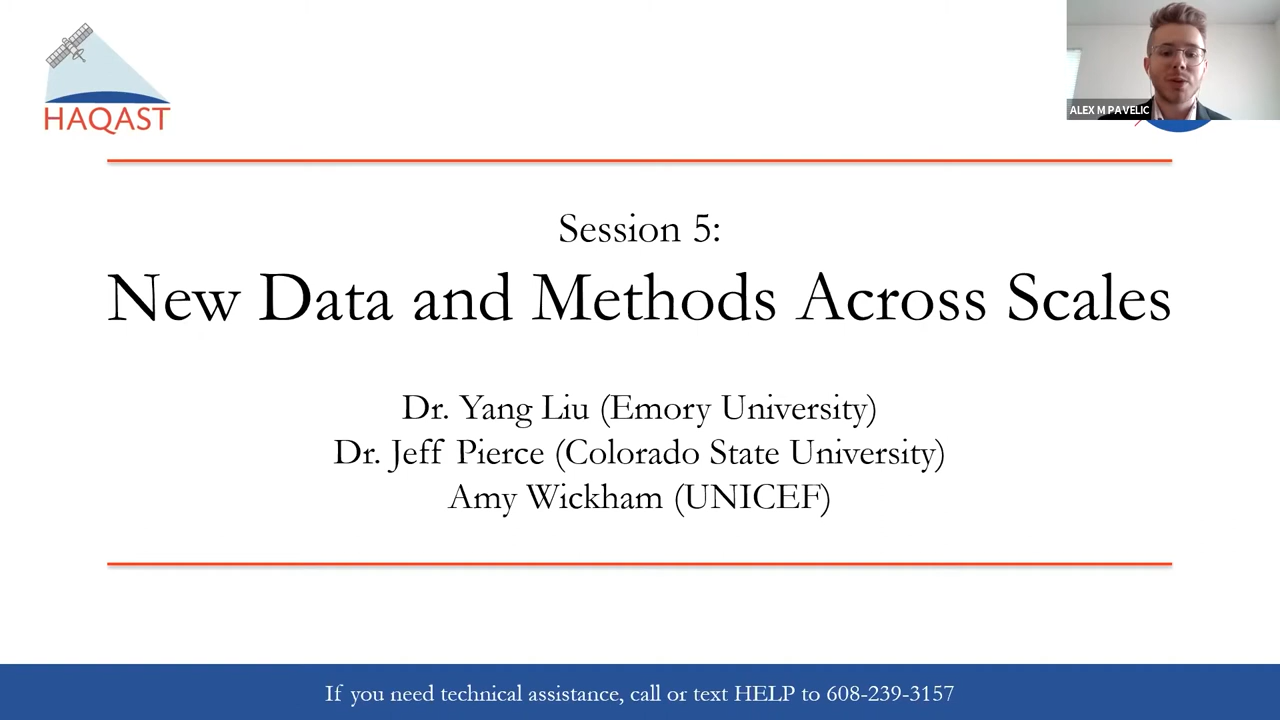 HAQAST
ALEX M PAVELIC
Session 5:
New Data and Methods Across Scales
Dr. Yang Liu (Emory University)
Dr. Jeff Pierce (Colorado State University)
Amy Wickham (UNICEF)
If you need technical assistance, call or text HELP to 608-239-3157